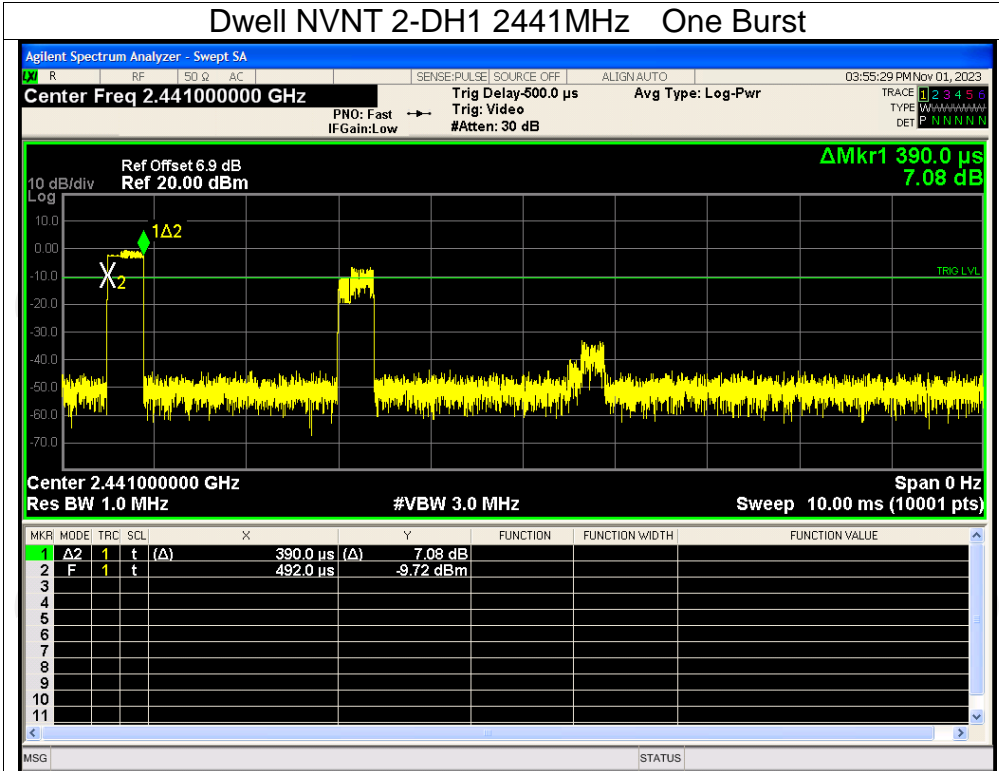 Dwell NVNT 2-DH1 2441MHz One Burst
Agilent Spectrum Analyzer - Swept SA
LXI R RF 50 Ω AC SENSE:PULSE SOURCE OFF ALIGN AUTO 03:55:29 PM Nov 01, 2023
Center Freq 2.441000000 GHz Trig Delay-500.0 µs Avg Type: Log-Pwr TRACE 1 2 3 4 5 6
PNO: Fast Trig: Video TYPE WWWWWW
IFGain:Low #Atten: 30 dB DET P N N N N N
ΔMkr1 390.0 µs
7.08 dB
Ref Offset 6.9 dB
10 dB/div Ref 20.00 dBm
Log
10.0
1Δ2
0.00
-10.0
X2
TRIG LVL
-20.0
-30.0
-40.0
-50.0
-60.0
-70.0
Center 2.441000000 GHz Span 0 Hz
Res BW 1.0 MHz #VBW 3.0 MHz Sweep 10.00 ms (10001 pts)
MKR MODE TRC SCL X Y FUNCTION FUNCTION WIDTH FUNCTION VALUE
1 Δ2 1 t (Δ) 390.0 µs (Δ) 7.08 dB
2 F 1 t 492.0 µs -9.72 dBm
3
4
5
6
7
8
9
10
11
MSG STATUS